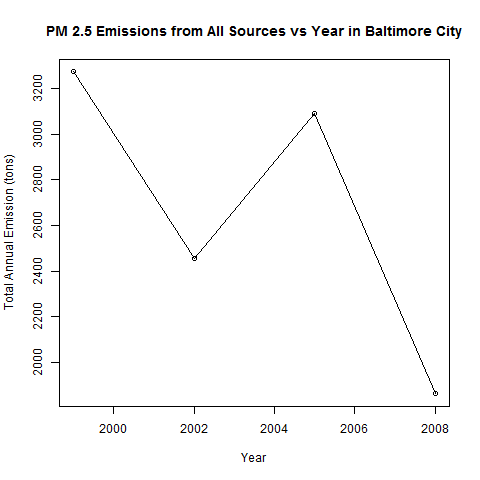 PM 2.5 Emissions from All Sources vs Year in Baltimore City
Total Annual Emission (tons)
3200
3000
2800
2600
2400
2200
2000
2000 2002 2004 2006 2008
Year